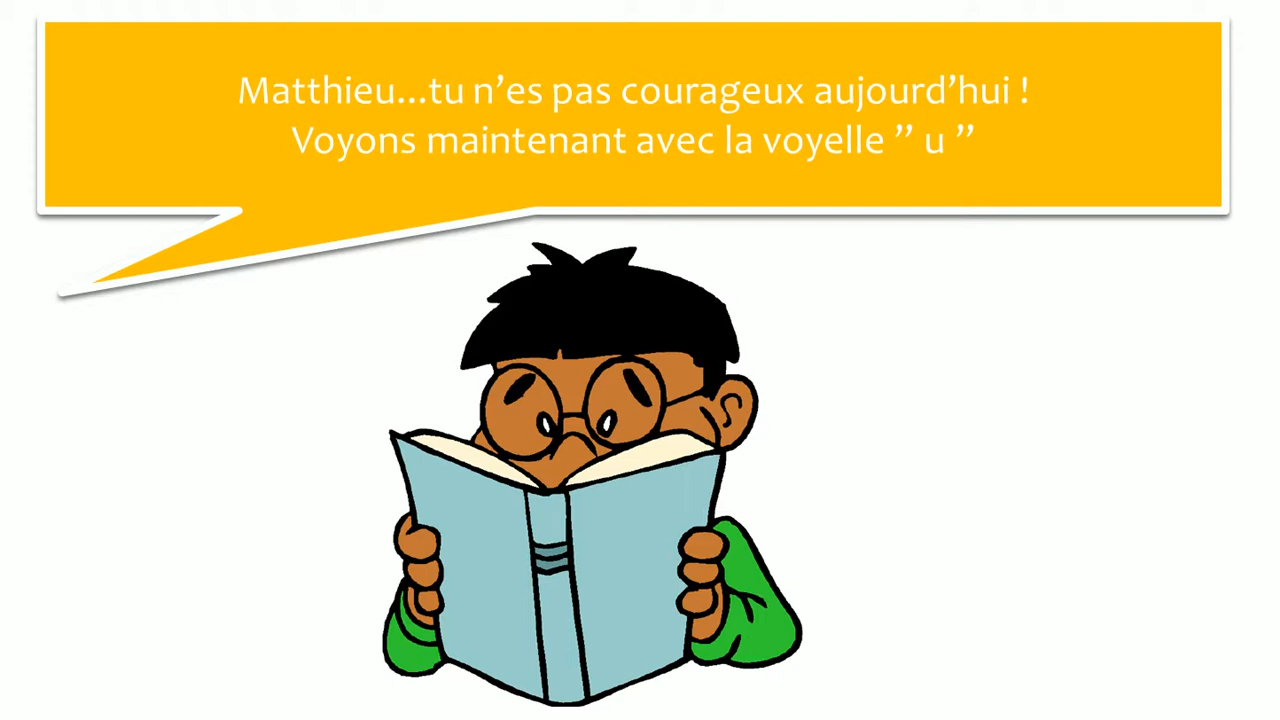 Matthieu...tu n’es pas courageux aujourd’hui !
Voyons maintenant avec la voyelle ” u ”